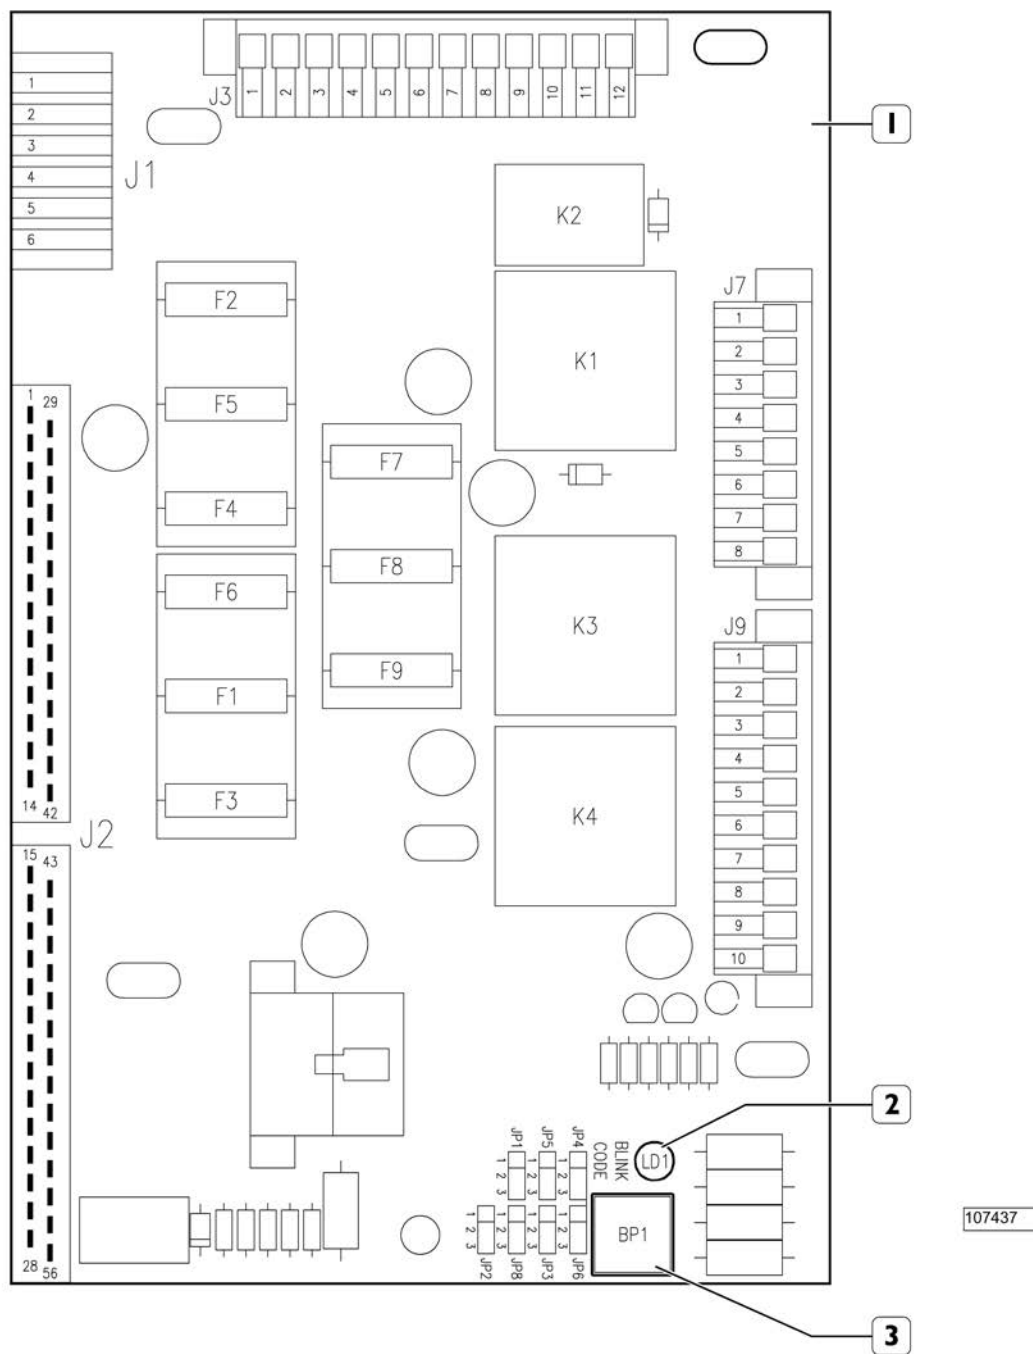 J3
1 2 3 4 5 6 7 8 9 10 11 12
1
1
2
3
4
5
6
J1
K2
F2
F5
F4
K1
J7
1
2
3
4
5
6
7
8
F7
F8
F9
F6
F1
F3
K3
K4
J9
1
2
3
4
5
6
7
8
9
10
1 29
14 42
J2
15 43
28 56
2
JP1 JP5 JP4
1 2 3 1 2 3 1 2 3
BLINK
CODE
LD1
1 2 3 1 2 3 1 2 3 1 2 3
JP2 JP8 JP3 JP6
BP1
107437
3